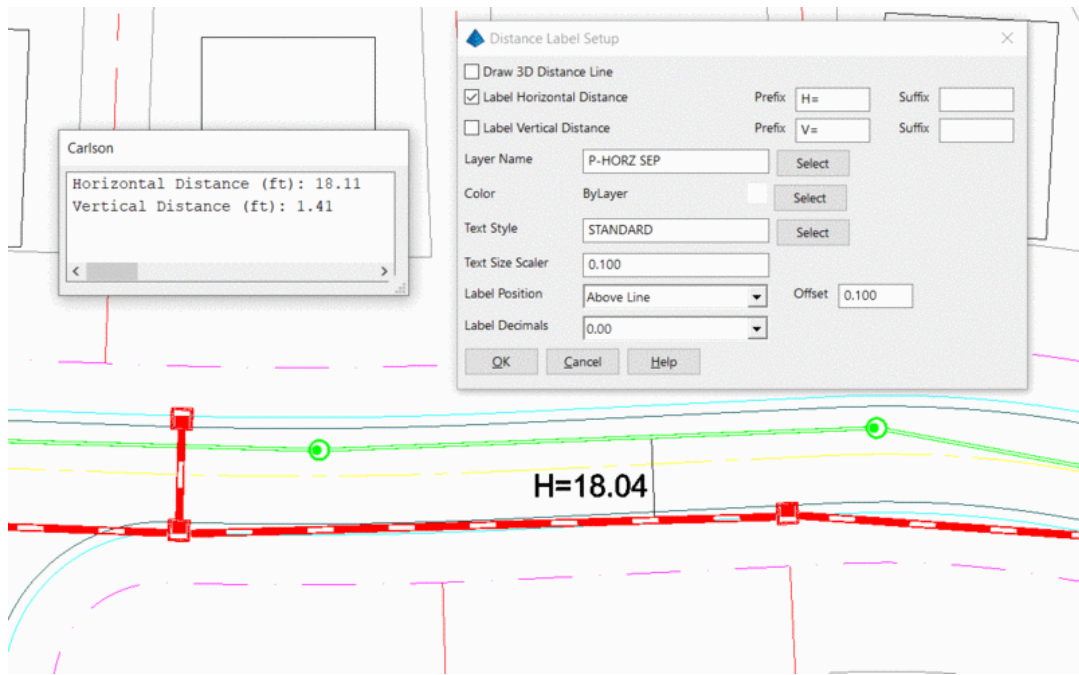 Distance Label Setup
Draw 3D Distance Line
Label Horizontal Distance Prefix H= Suffix
Label Vertical Distance Prefix V= Suffix
Layer Name P-HORZ SEP Select
Color ByLayer Select
Text Style STANDARD Select
Text Size Scaler 0.100
Label Position Above Line Offset 0.100
Label Decimals 0.00
OK Cancel Help
Carlson
Horizontal Distance (ft): 18.11
Vertical Distance (ft): 1.41
H=18.04